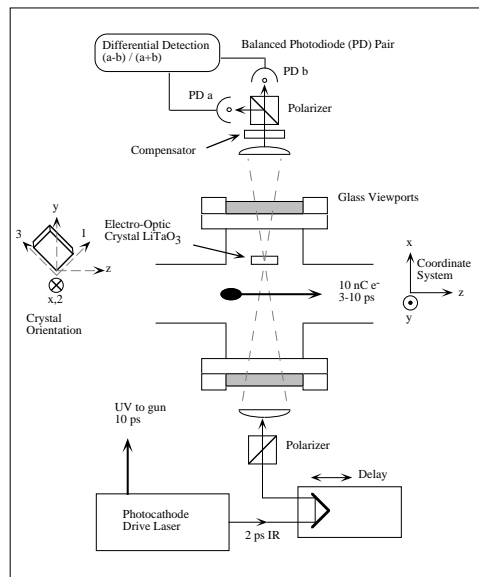 Differential Detection
(a-b) / (a+b)
Balanced Photodiode (PD) Pair
PD b
PD a
Polarizer
Compensator
Glass Viewports
Electro-Optic
Crystal LiTaO3
y
3
1
z
x,2
Crystal
Orientation
10 nC e-
3-10 ps
x
Coordinate
System
z
y
UV to gun
10 ps
Polarizer
Delay
Photocathode
Drive Laser
2 ps IR